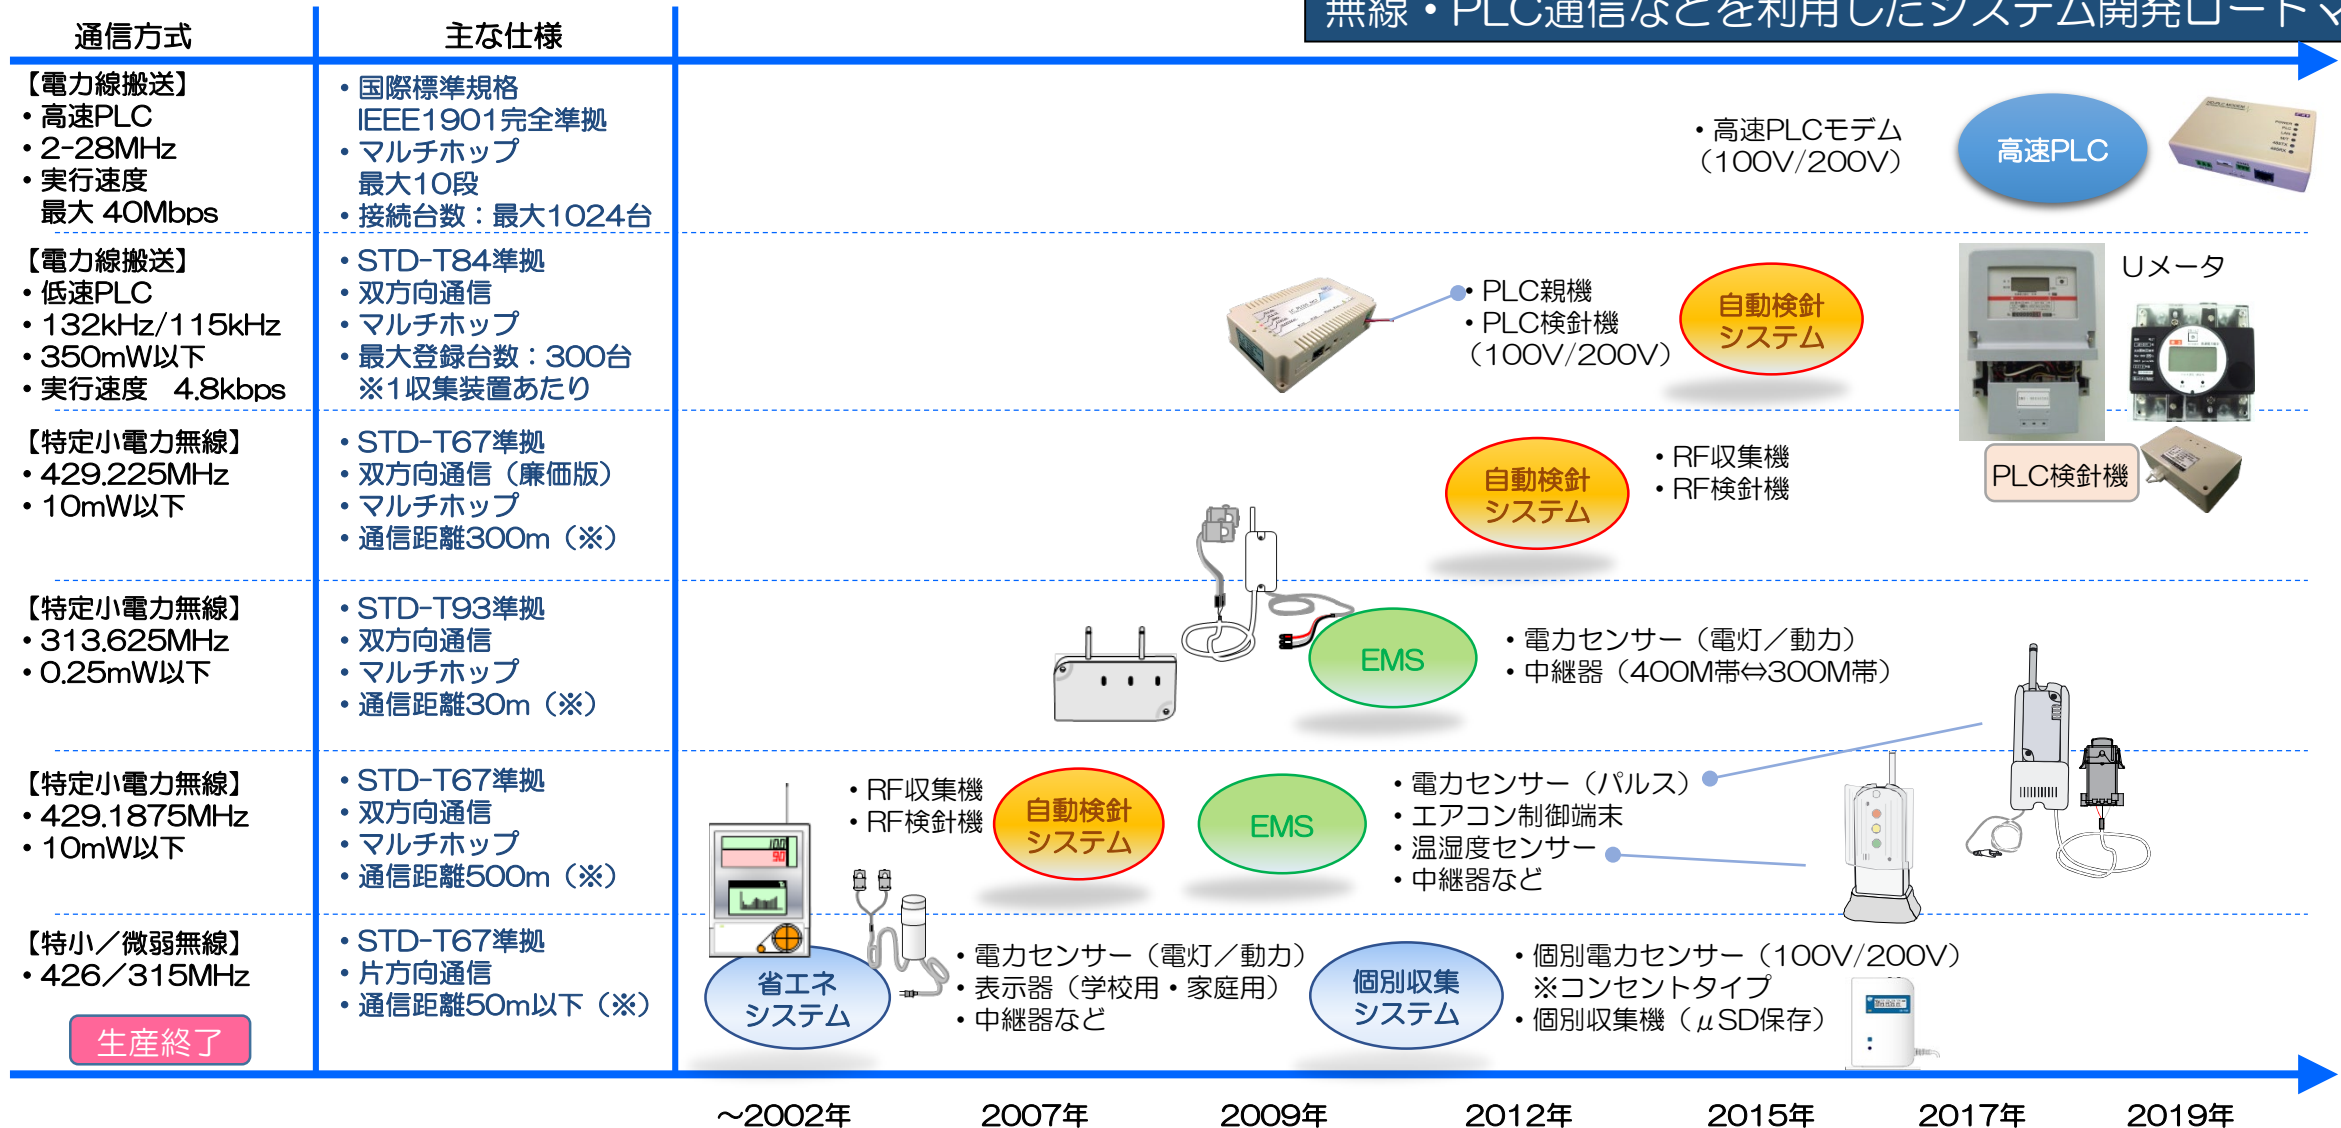 無線・PLC通信などを利用したシステム開発ロードマ
通信方式
主な仕様
【電力線搬送】
・高速PLC
・2-28MHz
・実行速度
最大 40Mbps
・国際標準規格
IEEE1901完全準拠
・マルチホップ
最大10段
・接続台数：最大1024台
・高速PLCモデム
（100V/200V）
高速PLC
【電力線搬送】
・低速PLC
・132kHz/115kHz
・350mW以下
・実行速度　4.8kbps
・STD-T84準拠
・双方向通信
・マルチホップ
・最大登録台数：300台
※1収集装置あたり
・PLC親機
・PLC検針機
（100V/200V）
自動検針
システム
Uメータ
PLC検針機
【特定小電力無線】
・429.225MHz
・10mW以下
・STD-T67準拠
・双方向通信（廉価版）
・マルチホップ
・通信距離300m（※）
自動検針
システム
・RF収集機
・RF検針機
【特定小電力無線】
・313.625MHz
・0.25mW以下
・STD-T93準拠
・双方向通信
・マルチホップ
・通信距離30m（※）
EMS
・電力センサー（電灯／動力）
・中継器（400M帯⇔300M帯）
【特定小電力無線】
・429.1875MHz
・10mW以下
・STD-T67準拠
・双方向通信
・マルチホップ
・通信距離500m（※）
・RF収集機
・RF検針機
自動検針
システム
EMS
・電力センサー（パルス）
・エアコン制御端末
・温湿度センサー
・中継器など
【特小／微弱無線】
・426／315MHz
生産終了
・STD-T67準拠
・片方向通信
・通信距離50m以下（※）
省エネ
システム
・電力センサー（電灯／動力）
・表示器（学校用・家庭用）
・中継器など
個別収集
システム
・個別電力センサー（100V/200V）
※コンセントタイプ
・個別収集機（μSD保存）
～2002年
2007年
2009年
2012年
2015年
2017年
2019年